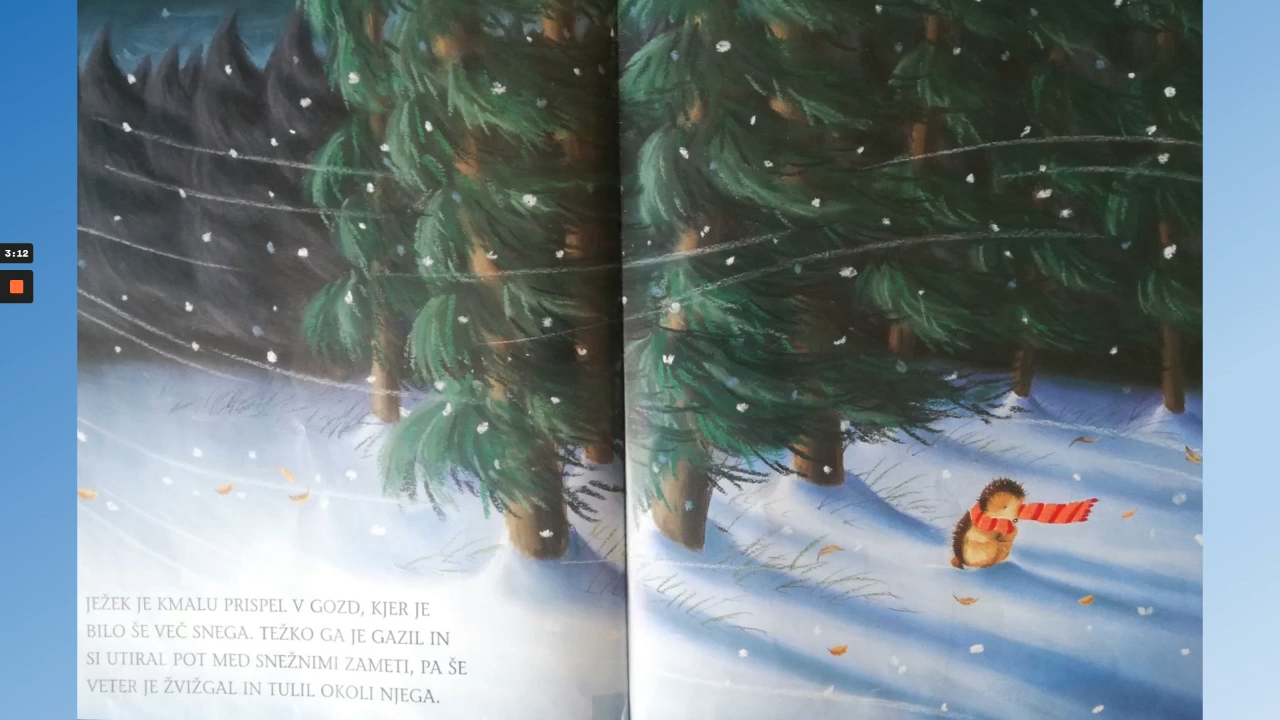 3:12
JEŽEK JE KMALU PRISPEL V GOZD, KJER JE
BILO ŠE VEČ SNEGA. TEŽKO GA JE GAZIL IN
SI UTIRAL POT MED SNEŽNIMI ZAMETI, PA ŠE
VETER JE ŽVIŽGAL IN TULIL OKOLI NJEGA.